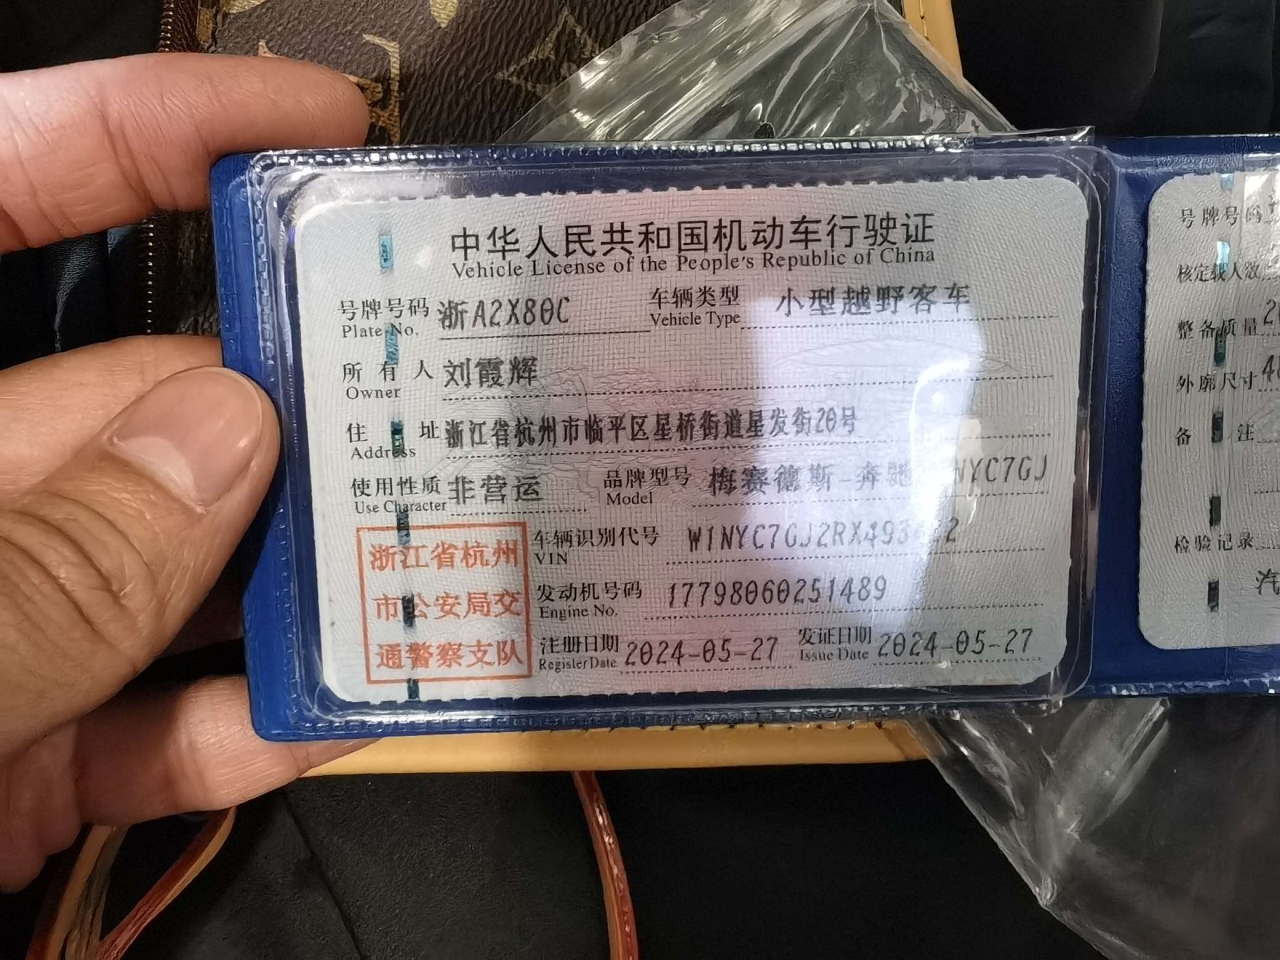 中华人民共和国机动车行驶证
Vehicle License of the People's Republic of China
号牌号码 浙A2X80C 车辆类型 小型越野客车
Plate No. Vehicle Type
所有人 刘霞辉
Owner
住址 浙江省杭州市临平区星桥街道星发街20号
Address
使用性质 非营运 品牌型号 梅赛德斯-奔驰 NYC7GJ
Use Character Model
车辆识别代号 W1NYC7GJ2RX493
VIN
发动机号码 17798060251489
Engine No.
注册日期 2024-05-27 发证日期 2024-05-27
Register Date Issue Date
浙江省杭州
市公安局交
通警察支队
号牌号码
核定载人数
整备质量 2
外廓尺寸
备注
检验记录